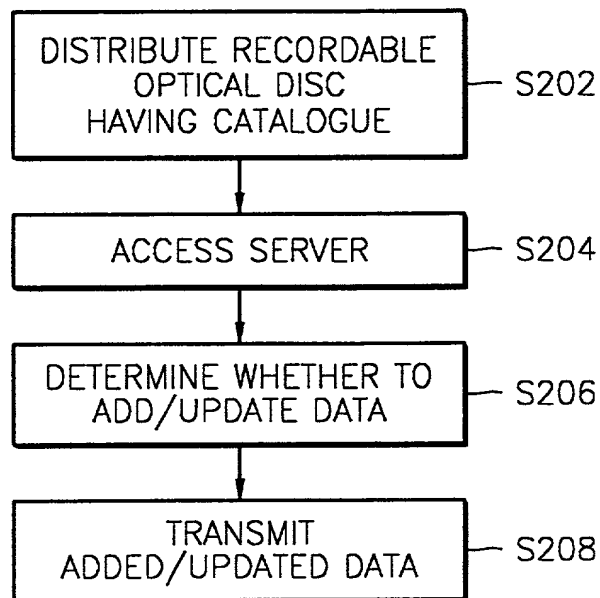 DISTRIBUTE RECORDABLE
OPTICAL DISC
HAVING CATALOGUE
S202
ACCESS SERVER
S204
DETERMINE WHETHER TO
ADD/UPDATE DATA
S206
TRANSMIT
ADDED/UPDATED DATA
S208